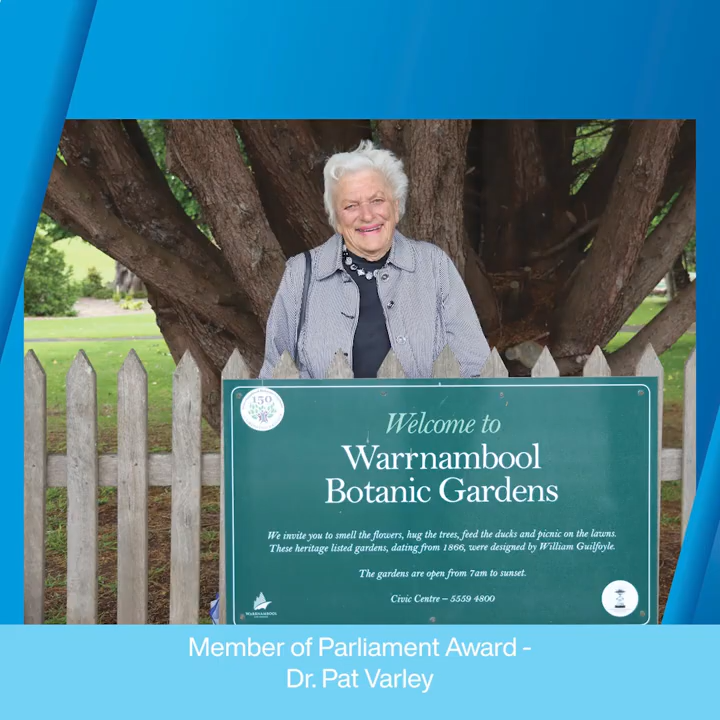 150
Welcome to
Warrnambool
Botanic Gardens
We invite you to smell the flowers, hug the trees, feed the ducks and picnic on the lawns.
These heritage listed gardens, dating from 1866, were designed by William Guilfoyle.
The gardens are open from 7am to sunset.
Civic Centre – 5559 4800
WARRNAMBOOL
Member of Parliament Award -
Dr. Pat Varley